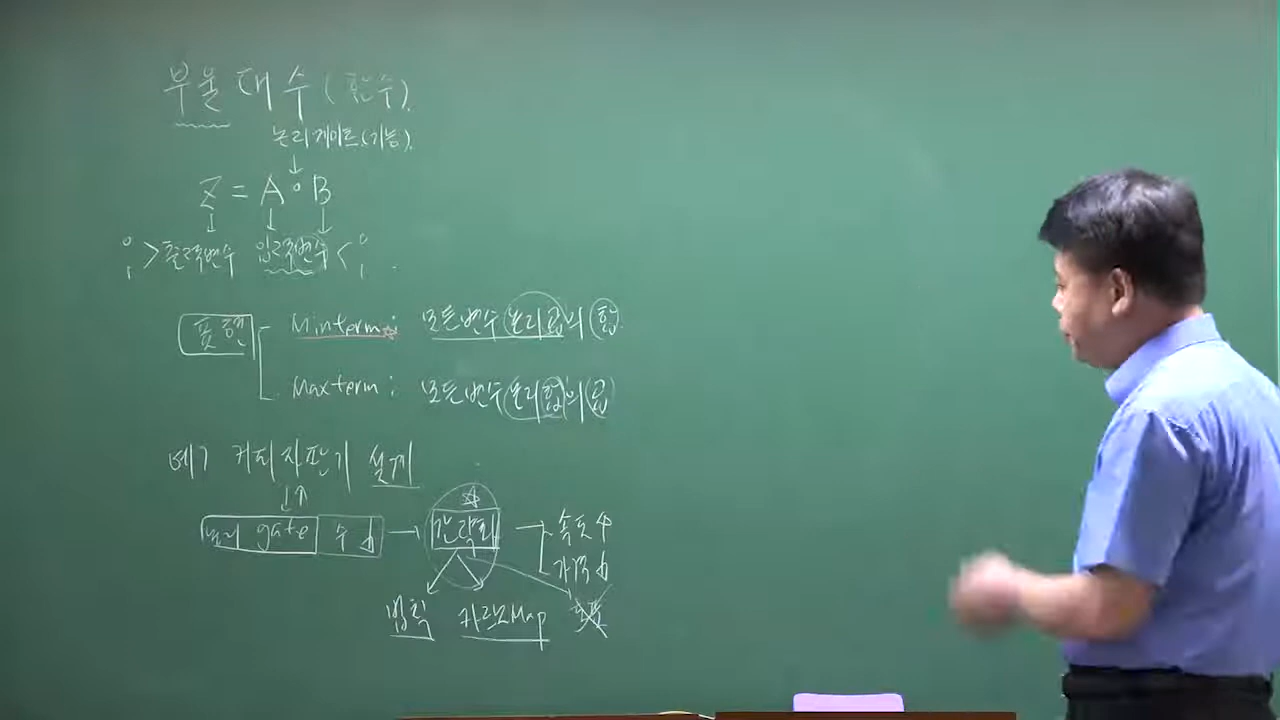 부울 대수 (함수).
논리게이트(기능).
↓
Z = A · B
↓ ↓ ↓
0 1 > 출력변수 입력변수 < 0 1
표현 Minterm : 모든변수 논리곱의 합.
Maxterm : 모든변수 논리합의 곱
예) 커피자판기 설계
↓↑
논리 gate 수 ↓ → 간략화 속도 ↑
가격 ↓
법칙 카르노Map